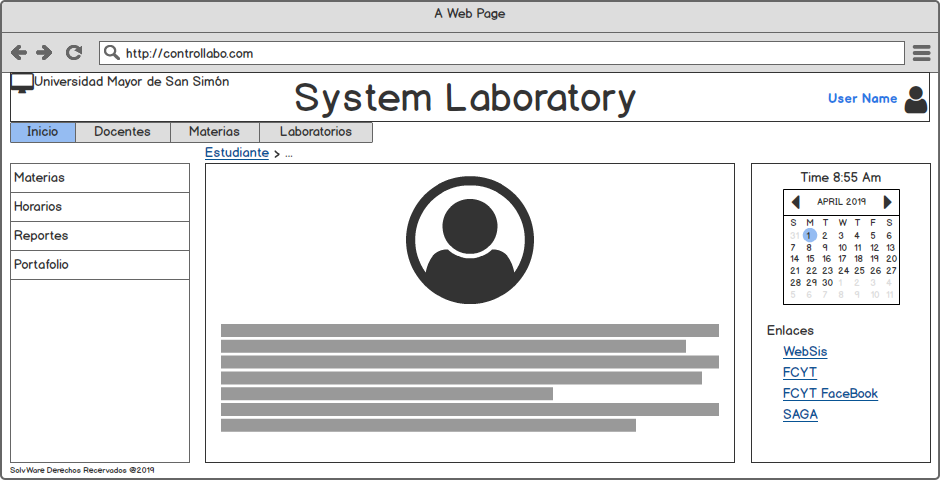 A Web Page
http://controllabo.com
Universidad Mayor de San Simón
System Laboratory
User Name
Inicio Docentes Materias Laboratorios
Estudiante > ...
Materias
Horarios
Reportes
Portafolio
Time 8:55 Am
APRIL 2019
S M T W T F S
31 1 2 3 4 5 6
7 8 9 10 11 12 13
14 15 16 17 18 19 20
21 22 23 24 25 26 27
28 29 30 1 2 3 4
5 6 7 8 9 10 11
Enlaces
WebSis
FCYT
FCYT FaceBook
SAGA
SolvWare Derechos Recervados @2019